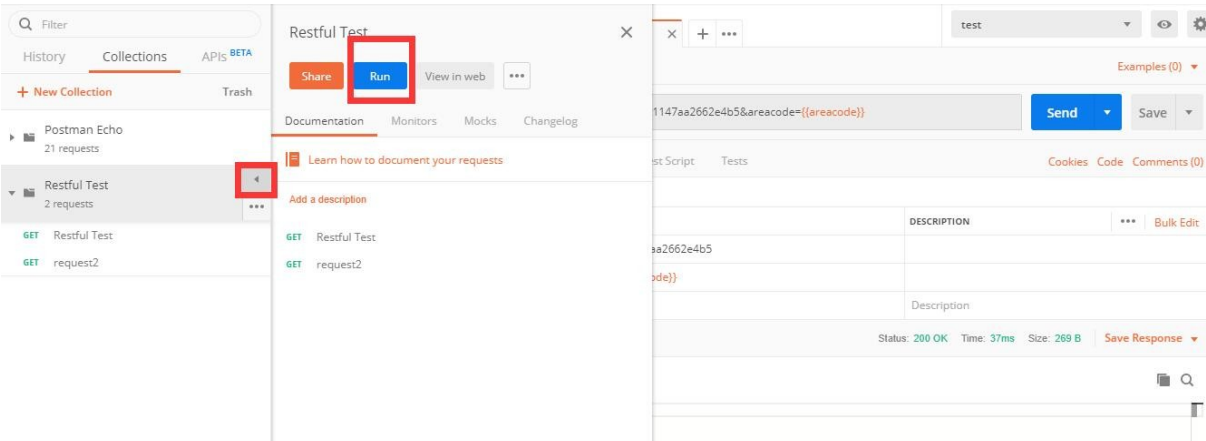 Filter
History Collections APIs BETA
+ New Collection Trash
Postman Echo
21 requests
Restful Test
2 requests
GET Restful Test
GET request2
Restful Test
Share Run View in web
Documentation Monitors Mocks Changelog
Learn how to document your requests
Add a description
GET Restful Test
GET request2
test
Examples (0)
1147aa2662e4b5&areacode={{areacode}}
Send Save
est Script Tests Cookies Code Comments (0)
DESCRIPTION Bulk Edit
aa2662e4b5
ode}}
Description
Status: 200 OK Time: 37ms Size: 269 B Save Response